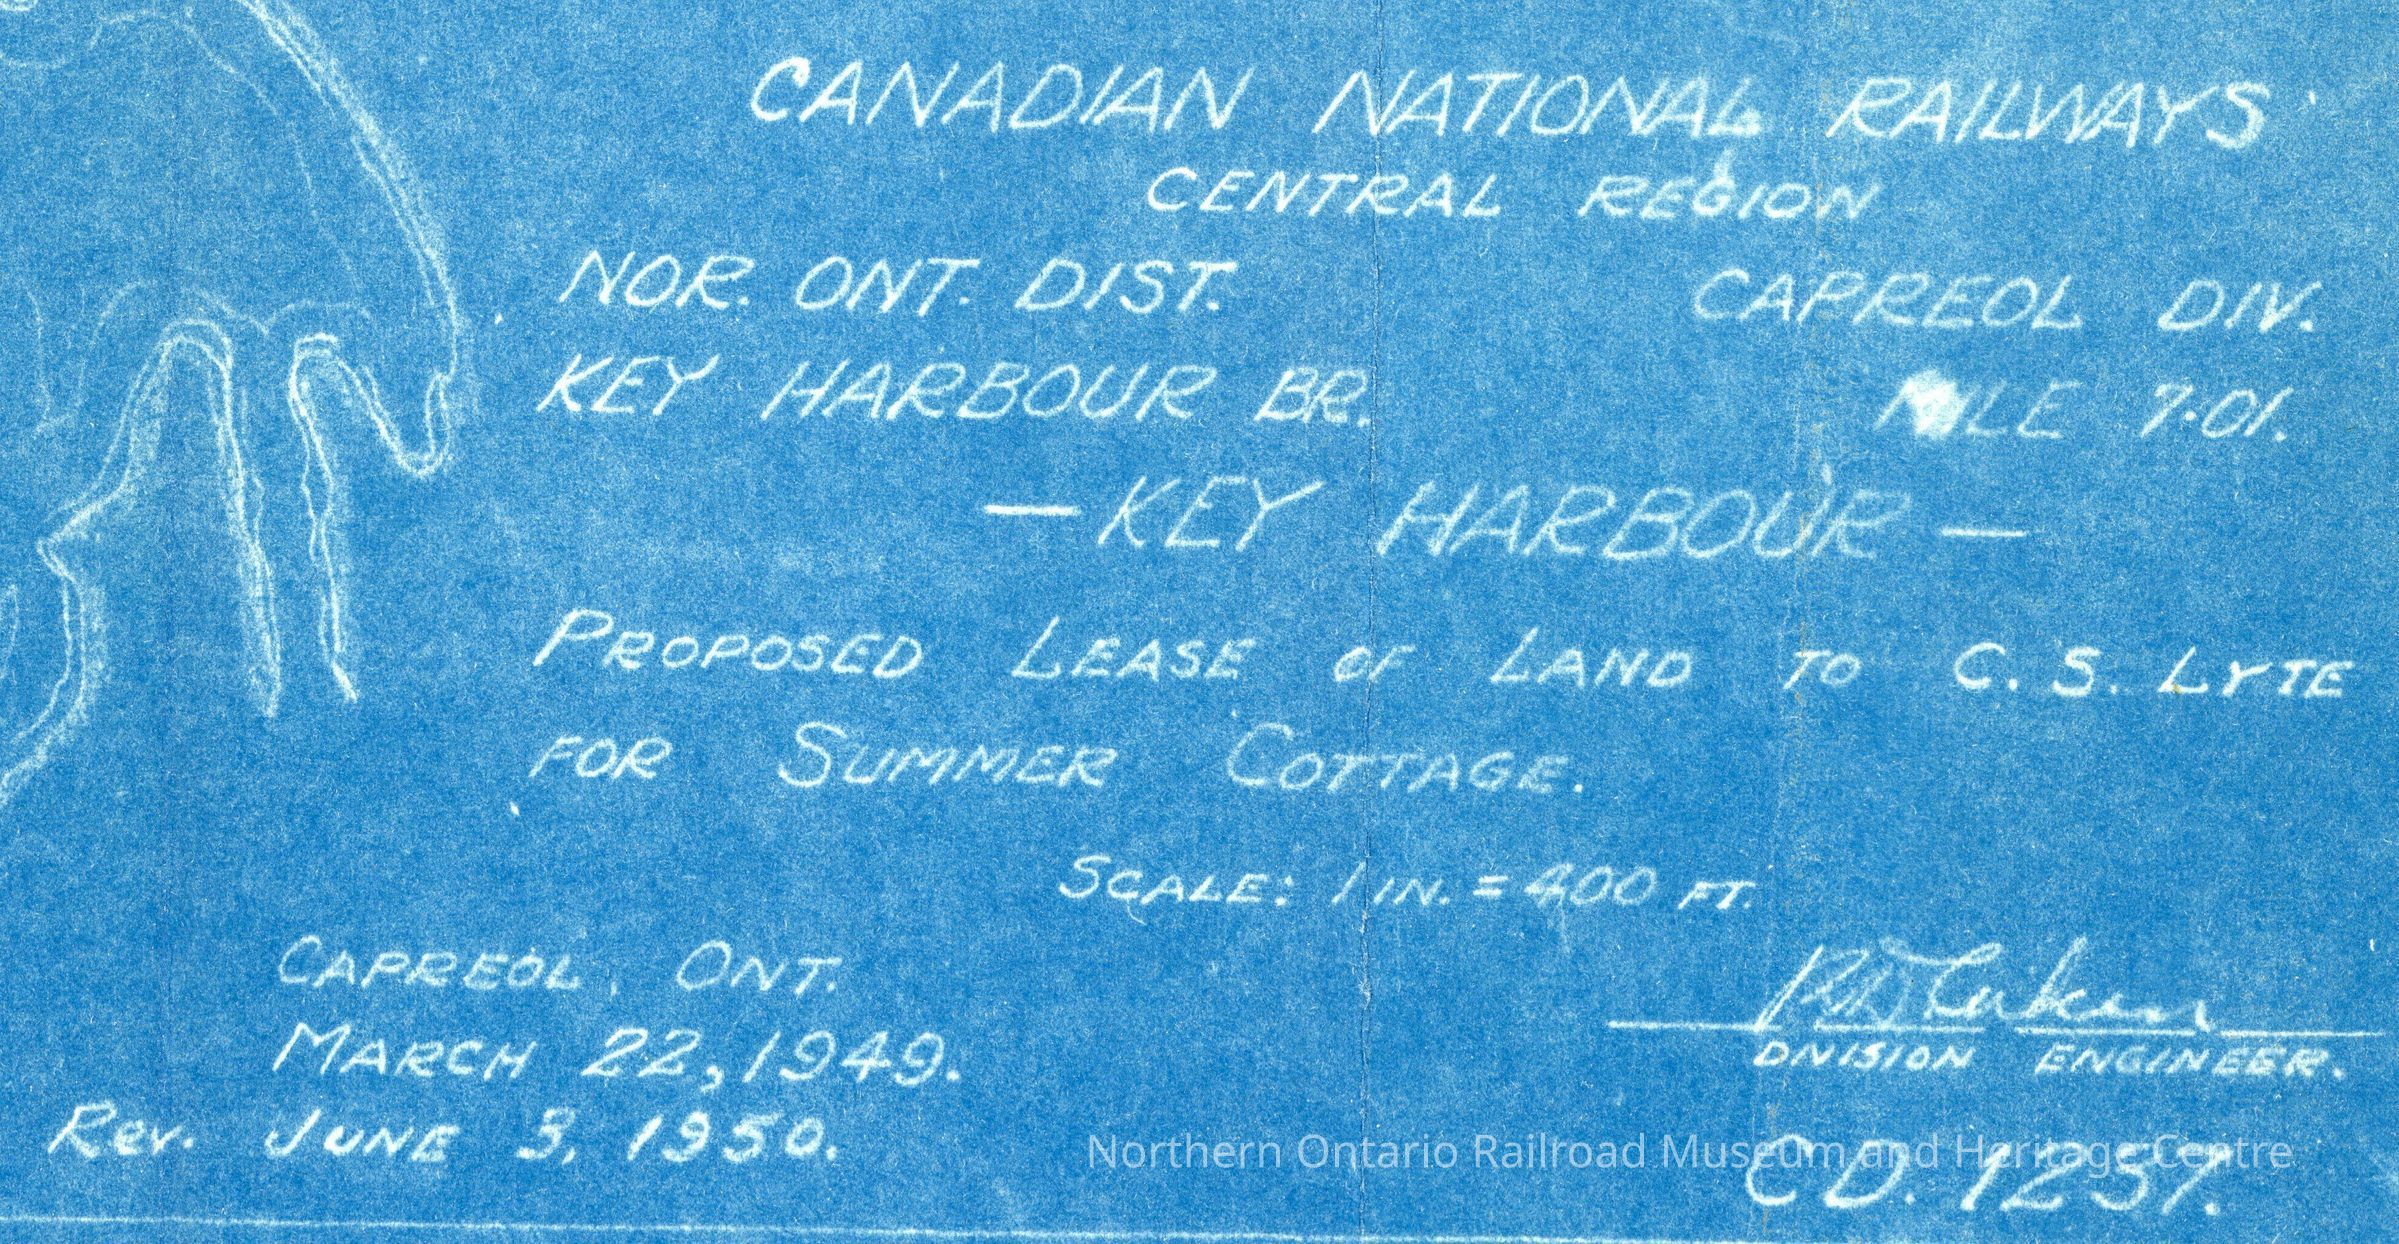 CANADIAN NATIONAL RAILWAYS
CENTRAL REGION
NOR. ONT. DIST. CAPREOL DIV.
KEY HARBOUR BR. MILE 7.01.
— KEY HARBOUR —
PROPOSED LEASE OF LAND TO C. S. LYTE
FOR SUMMER COTTAGE.
SCALE: 1 IN. = 400 FT.
CAPREOL, ONT.
MARCH 22, 1949.
DIVISION ENGINEER.
Rev. JUNE 3, 1950.
Northern Ontario Railroad Museum and Heritage Centre
CD. 1257.